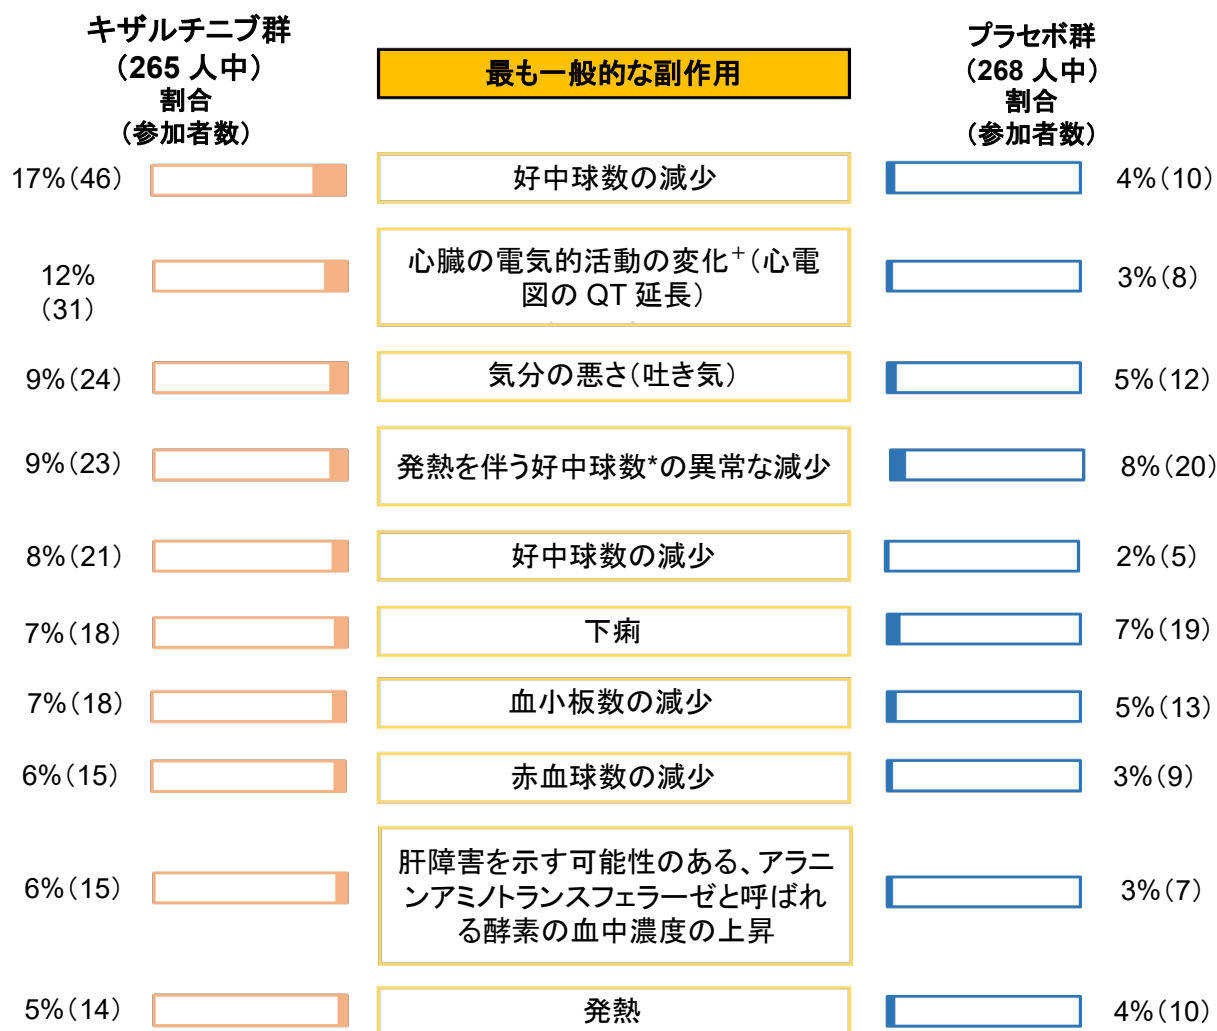 キザルチニブ群
（265 人中）
割合
（参加者数）
最も一般的な副作用
プラセボ群
（268 人中）
割合
（参加者数）
17%（46）
好中球数の減少
4%（10）
12%
（31）
心臓の電気的活動の変化⁺（心電
図の QT 延長）
3%（8）
9%（24）
気分の悪さ（吐き気）
5%（12）
9%（23）
発熱を伴う好中球数*の異常な減少
8%（20）
8%（21）
好中球数の減少
2%（5）
7%（18）
下痢
7%（19）
7%（18）
血小板数の減少
5%（13）
6%（15）
赤血球数の減少
3%（9）
6%（15）
肝障害を示す可能性のある、アラニ
ンアミノトランスフェラーゼと呼ばれ
る酵素の血中濃度の上昇
3%（7）
5%（14）
発熱
4%（10）